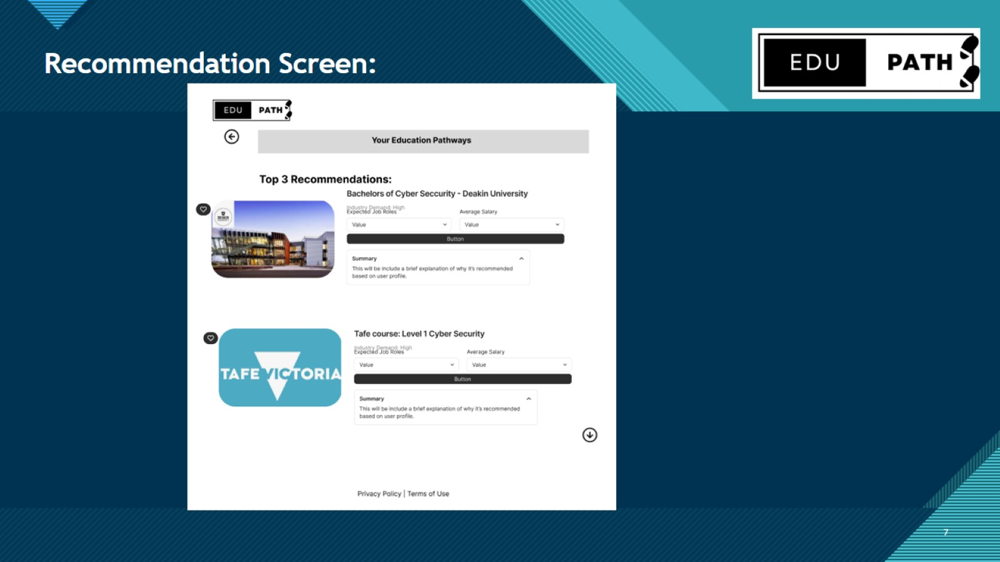 Recommendation Screen:
EDU PATH
EDU PATH
Your Education Pathways
Top 3 Recommendations:
Bachelors of Cyber Seccurity - Deakin University
Industry Demand: High
Expected Job Roles
Average Salary
Value
Value
Button
Summary
This will be include a brief explanation of why it's recommended
based on user profile.
DEAKIN
TAFE VICTORIA
Tafe course: Level 1 Cyber Security
Industry Demand: High
Expected Job Roles
Average Salary
Value
Value
Button
Summary
This will be include a brief explanation of why it's recommended
based on user profile.
Privacy Policy | Terms of Use
7